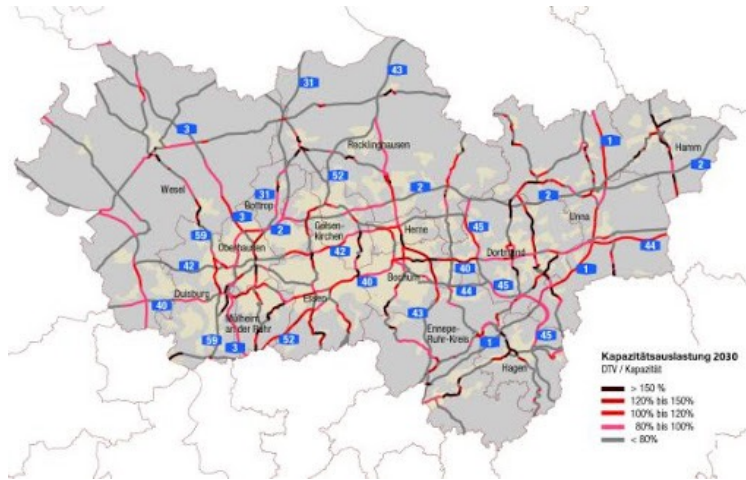 31
43
3
1
Hamm
Recklinghausen
2
Wesel
52
31
2
Bottrop
2
Gelsen-
kirchen
Unna
3
2
45
59
Herne
Oberhausen
42
44
Dortmund
42
40
1
Bochum
40
44
45
Duisburg
Essen
40
43
Mülheim
an der Ruhr
Ennepe-
Ruhr-Kreis
59
3
52
1
45
Hagen
Kapazitätsauslastung 2030
DTV / Kapazität
> 150 %
120% bis 150%
100% bis 120%
80% bis 100%
< 80%